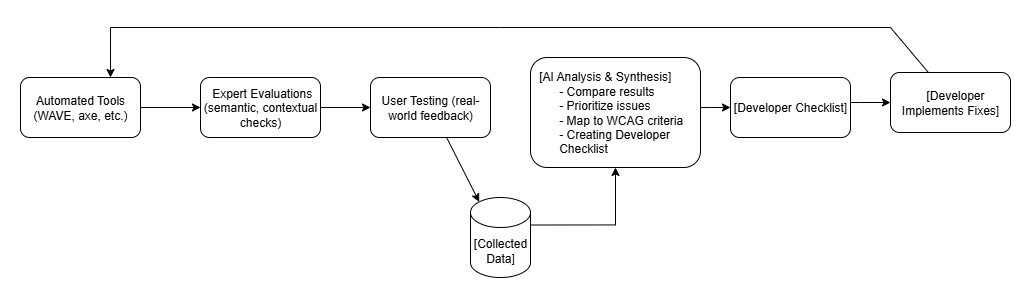 Automated Tools
(WAVE, axe, etc.)
Expert Evaluations
(semantic, contextual
checks)
User Testing (real-
world feedback)
[Collected
Data]
[AI Analysis & Synthesis]
- Compare results
- Prioritize issues
- Map to WCAG criteria
- Creating Developer
Checklist
[Developer Checklist]
[Developer
Implements Fixes]